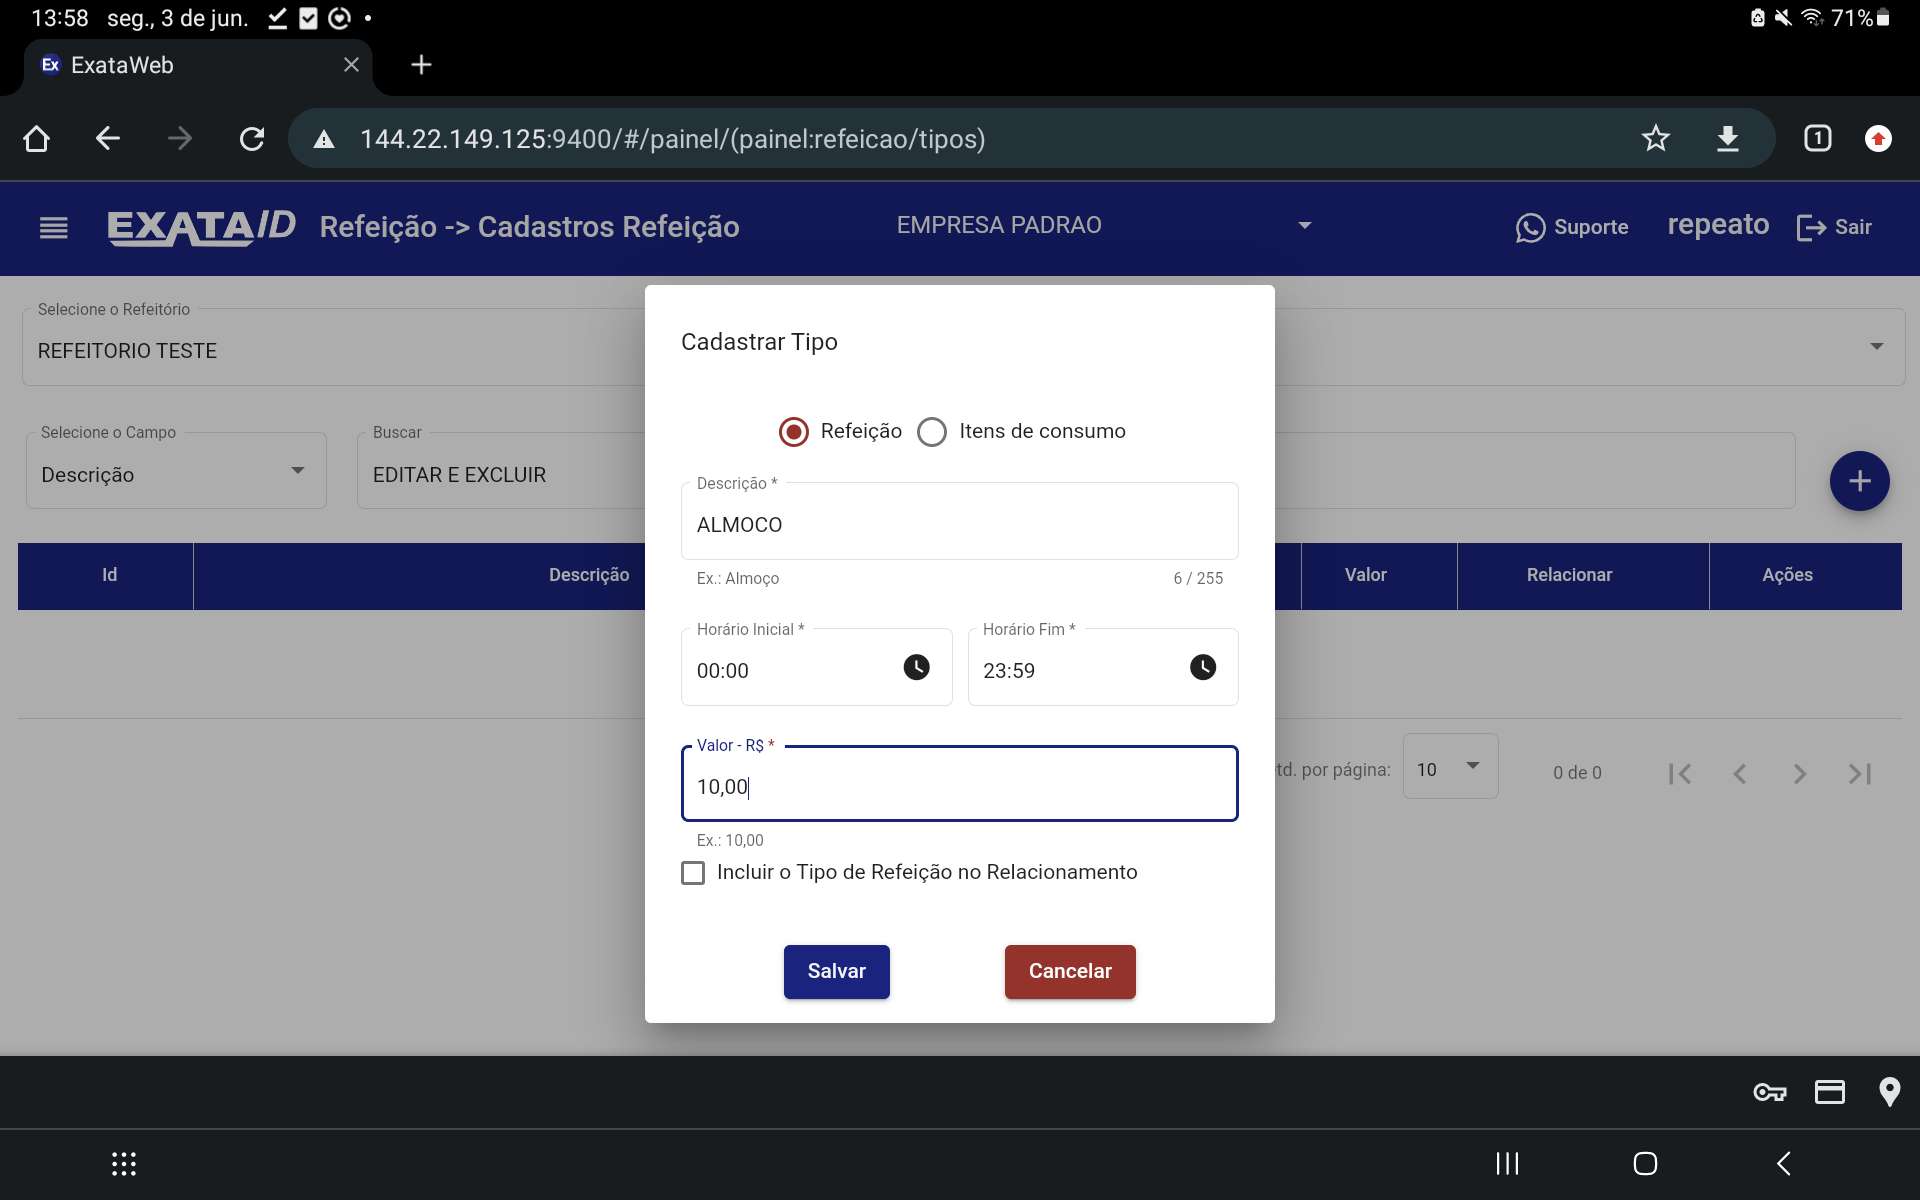 13:58 seg., 3 de jun. 71%
Ex ExataWeb
144.22.149.125:9400/#/painel/(painel:refeicao/tipos) 1
EXATAID Refeição -> Cadastros Refeição EMPRESA PADRAO Suporte repeato Sair
Selecione o Refeitório
REFEITORIO TESTE
Selecione o Campo Buscar
Descrição EDITAR E EXCLUIR
Id Descrição Valor Relacionar Ações
td. por página: 10 0 de 0
Cadastrar Tipo
Refeição Itens de consumo
Descrição *
ALMOCO
Ex.: Almoço 6 / 255
Horário Inicial * Horário Fim *
00:00 23:59
Valor - R$ *
10,00
Ex.: 10,00
Incluir o Tipo de Refeição no Relacionamento
Salvar Cancelar